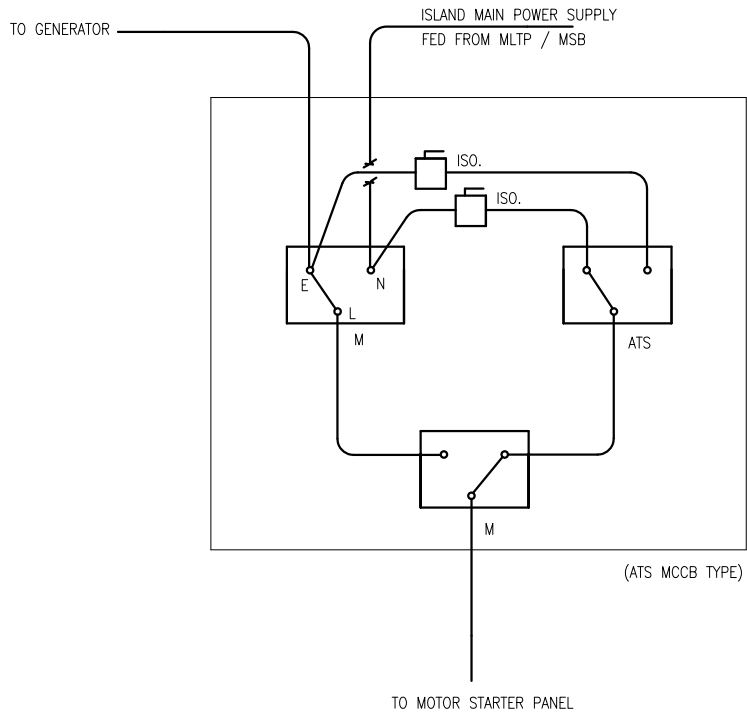 ISLAND MAIN POWER SUPPLY
TO GENERATOR
FED FROM MLTP / MSB
ISO.
ISO.
E
N
L
M
ATS
M
(ATS MCCB TYPE)
TO MOTOR STARTER PANEL